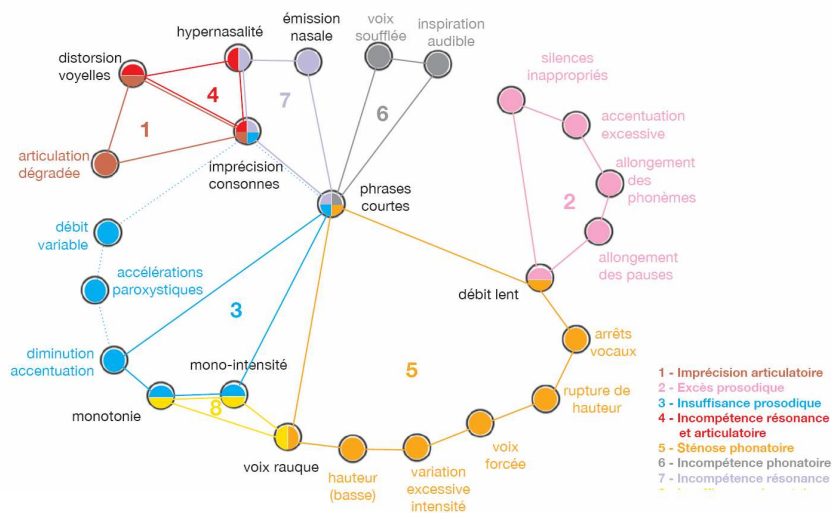 hypernasalité
émission
nasale
voix
soufflée
inspiration
audible
distorsion
voyelles
silences
inappropriés
1
4
7
6
accentuation
excessive
articulation
dégradée
imprécision
consonnes
phrases
courtes
allongement
des
phonèmes
2
débit
variable
allongement
des pauses
accélérations
paroxystiques
débit lent
3
diminution
accentuation
mono-intensité
5
arrêts
vocaux
monotonie
8
rupture de
hauteur
voix rauque
hauteur
(basse)
variation
excessive
intensité
voix
forcée
1 - Imprécision articulatoire
2 - Excès prosodique
3 - Insuffisance prosodique
4 - Incompétence résonance
et articulatoire
5 - Sténose phonatoire
6 - Incompétence phonatoire
7 - Incompétence résonance